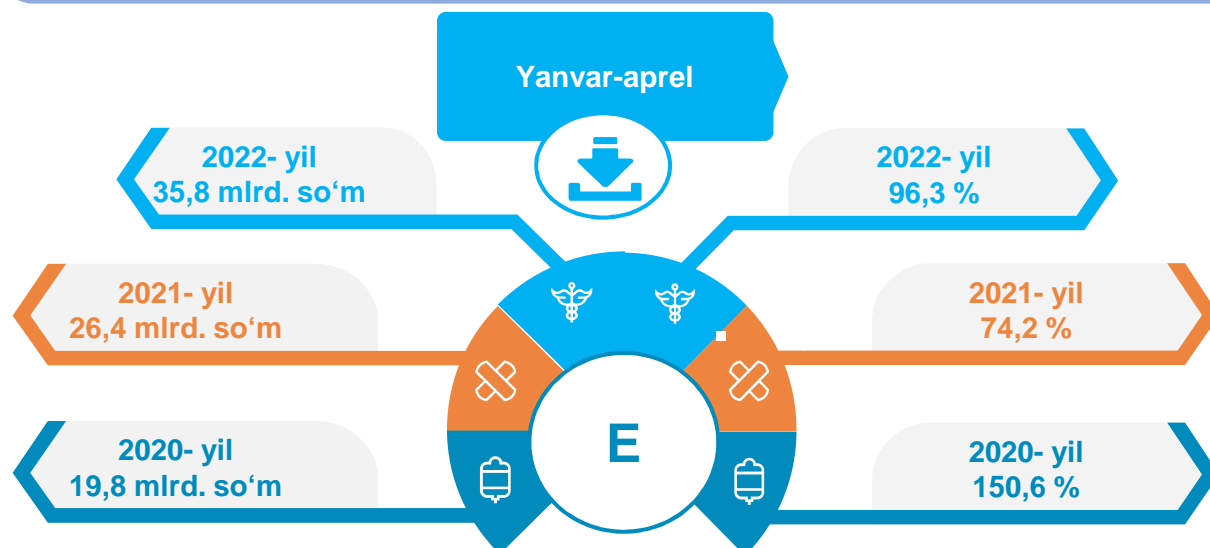 Yanvar-aprel
2022- yil
35,8 mlrd. so‘m
2022- yil
96,3 %
2021- yil
26,4 mlrd. so‘m
2021- yil
74,2 %
2020- yil
19,8 mlrd. so‘m
2020- yil
150,6 %
E